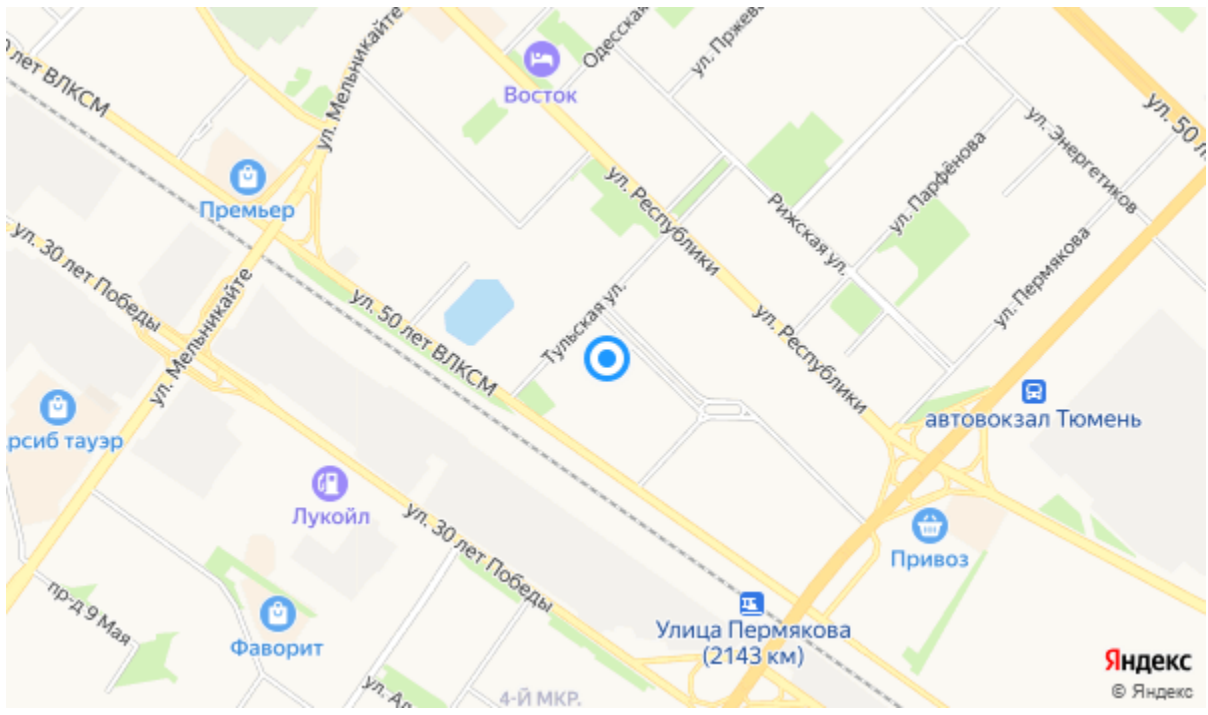 Одесская
ул. Пржев
0 лет ВЛКСМ
ул. Мельникайте
Восток
ул. 50 л
ул. Энергетиков
ул. Парфёнова
ул. Республики
Премьер
Рижская ул.
ул. Пермякова
ул. 30 лет Победы
ул. Мельникайте
ул. 50 лет ВЛКСМ
Тульская ул.
ул. Республики
автовокзал Тюмень
рсиб тауэр
Лукойл
ул. 30 лет Победы
Привоз
пр-д 9 Мая
Фаворит
Улица Пермякова
(2143 км)
ул. Ад
4-Й МКР.
Яндекс
© Яндекс